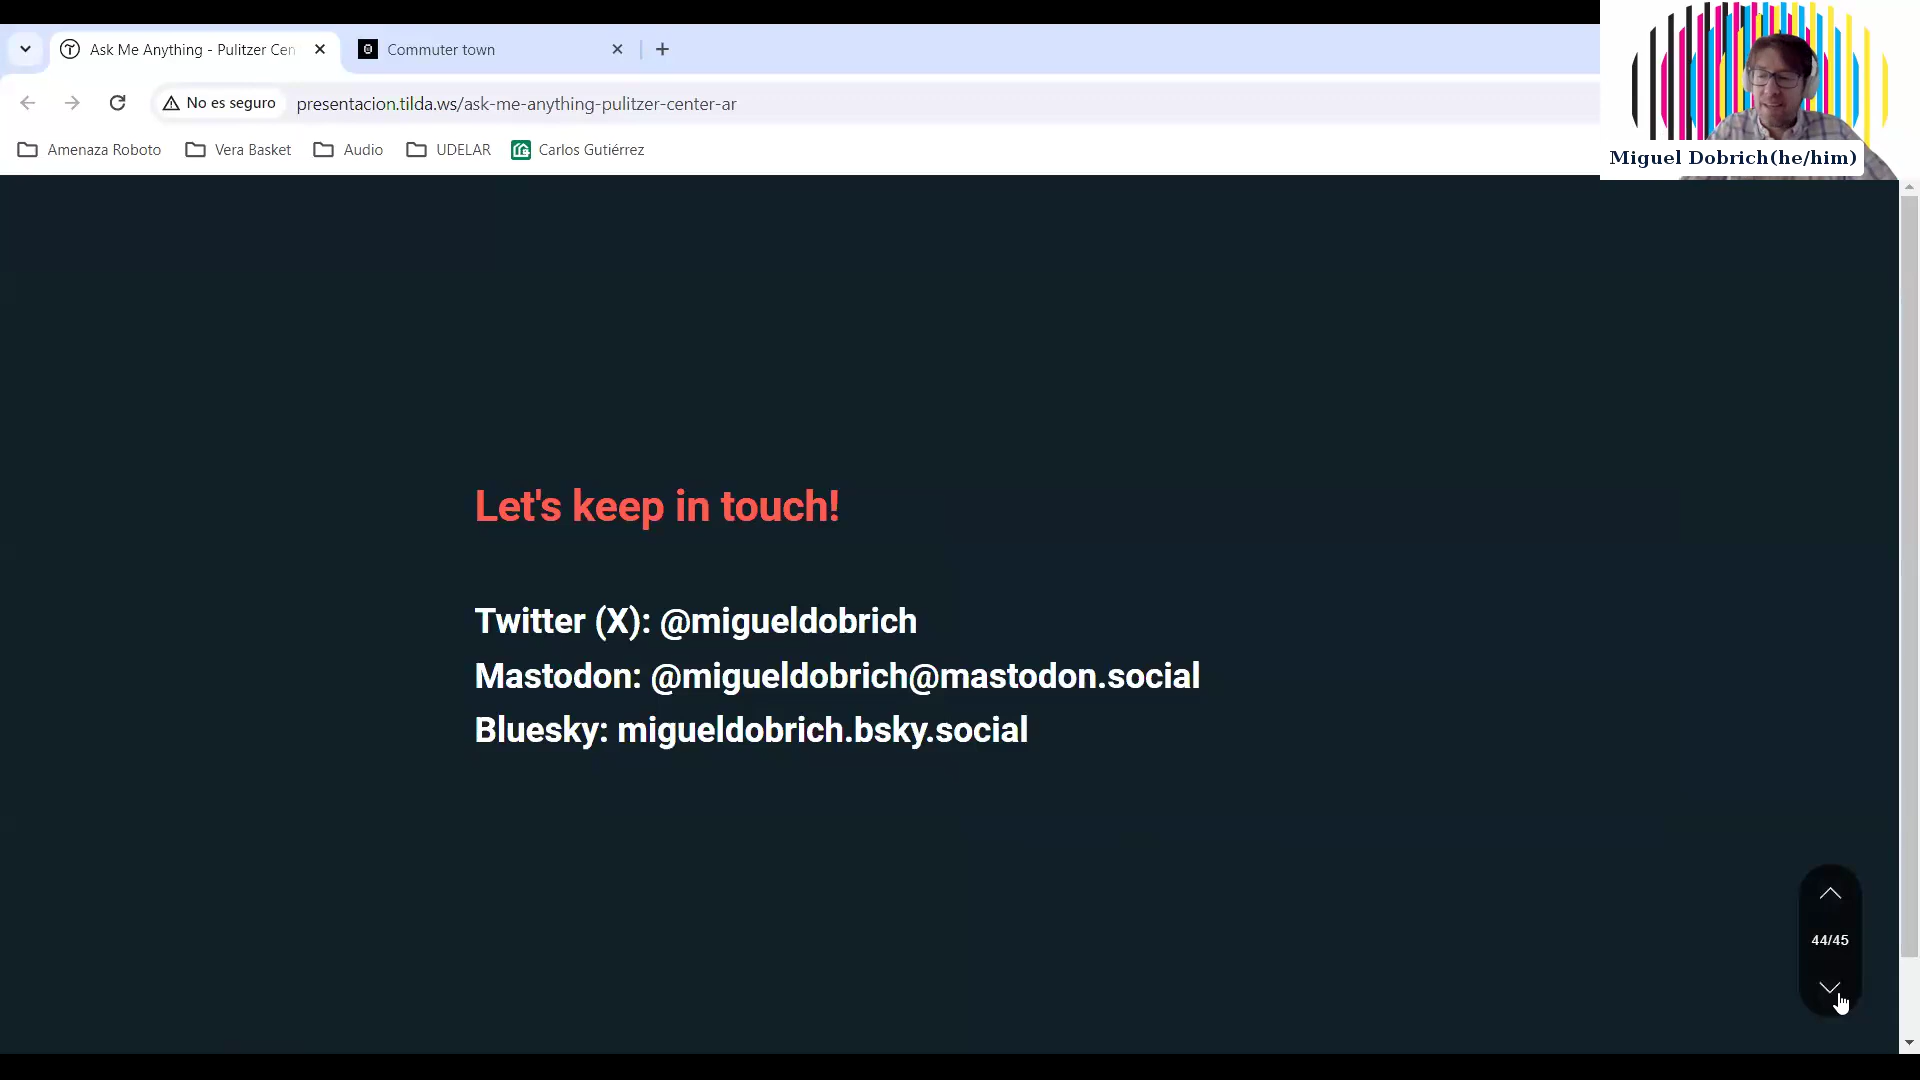 Ask Me Anything - Pulitzer Cen
Commuter town
No es seguro
presentacion.tilda.ws/ask-me-anything-pulitzer-center-ar
Amenaza Roboto
Vera Basket
Audio
UDELAR
Carlos Gutiérrez
Miguel Dobrich(he/him)
Let's keep in touch!
Twitter (X): @migueldobrich
Mastodon: @migueldobrich@mastodon.social
Bluesky: migueldobrich.bsky.social
44/45